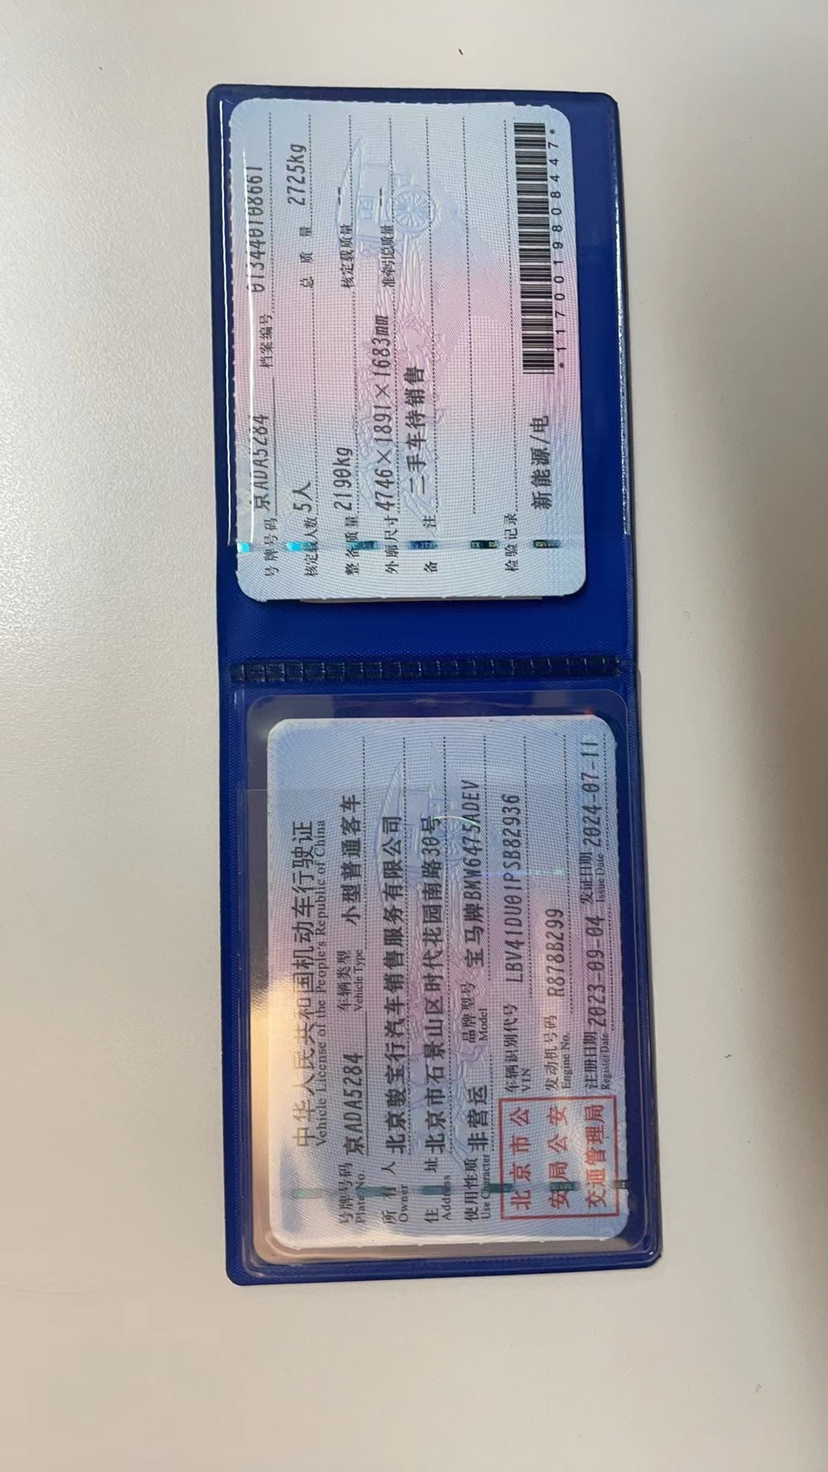 中华人民共和国机动车行驶证
Vehicle License of the People's Republic of China
号牌号码 京ADA5284 车辆类型 小型普通客车
Plate No. Vehicle Type
所有人 北京骏宝行汽车销售服务有限公司
Owner
住址 北京市石景山区时代花园南路30号
Address
使用性质 非营运 品牌型号 宝马牌BMW6475ADEV
Use Character Model
北京市公安局公安交通管理局
车辆识别代号 LBV41DU01PSB82936
VIN
发动机号码 R878B299
Engine No.
注册日期 2023-09-04 发证日期 2024-07-11
Register Date Issue Date
号牌号码 京ADA5284 档案编号
核定载人数 5人 总质量 2725kg
整备质量 2190kg 核定载质量
外廓尺寸 4746×1891×1683mm 准牵引总质量
备注 二手车待销售
检验记录
新能源/电
*1170019808447*